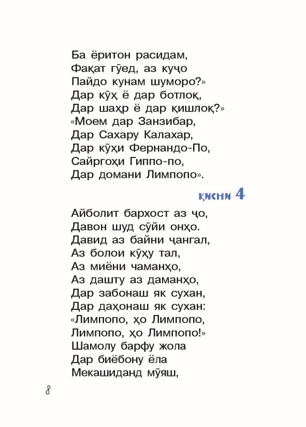 Ба ёритон расидам,
Фақат гӯед, аз куҷо
Пайдо кунам шуморо?»
Дар кӯҳ ё дар ботлоқ,
Дар шаҳр ё дар қишлоқ?»
«Моем дар Занзибар,
Дар Сахару Калахар,
Дар кӯҳи Фернандо-По,
Сайргоҳи Гиппо-по,
Дар домани Лимпопо».
қисми 4
Айболит бархост аз ҷо,
Давон шуд сӯйи онҳо.
Давид аз байни ҷангал,
Аз болои кӯҳу тал,
Аз миёни чаманҳо,
Аз дашту аз даманҳо,
Дар забонаш як сухан,
Дар даҳонаш як сухан:
«Лимпопо, ҳо Лимпопо,
Лимпопо, ҳо Лимпопо!»
Шамолу барфу жола
Дар биёбону ёла
Мекашиданд мӯяш,
8